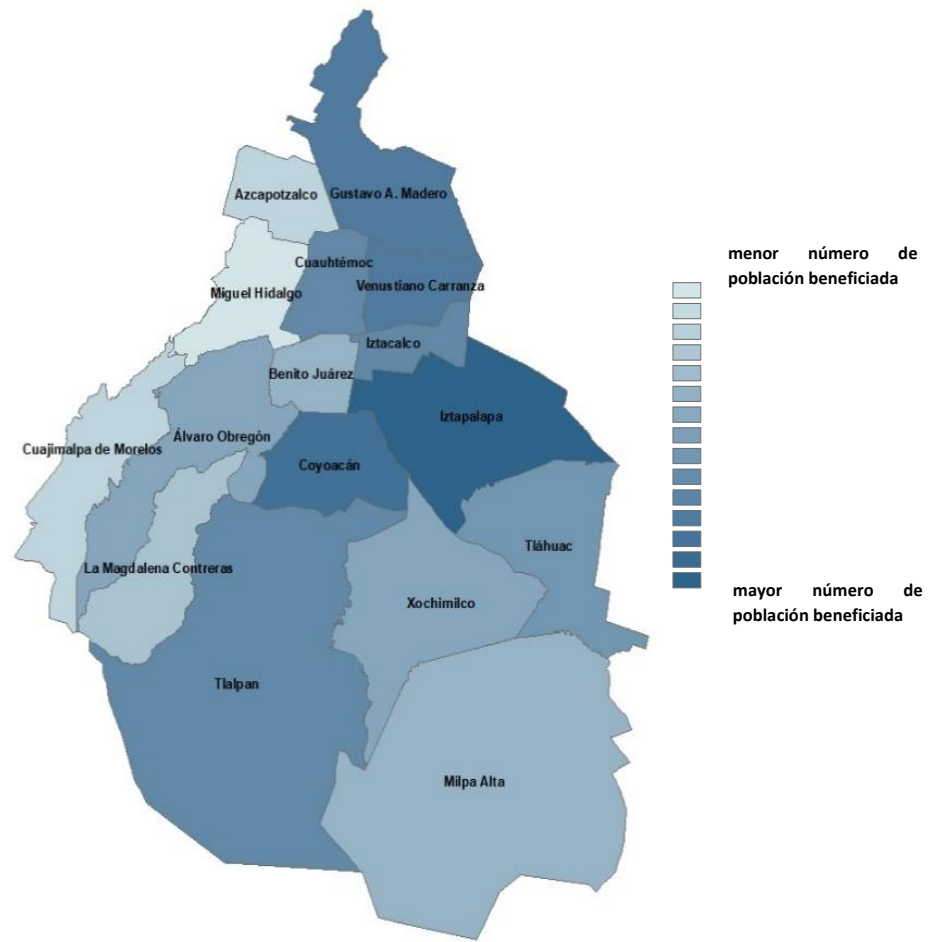 Azcapotzalco
Gustavo A. Madero
menor número de
población beneficiada
Cuauhtémoc
Venustiano Carranza
Miguel Hidalgo
Iztacalco
Benito Juárez
Iztapalapa
Álvaro Obregón
Cuajimalpa de Morelos
Coyoacán
Tláhuac
La Magdalena Contreras
mayor número de
población beneficiada
Xochimilco
Tlalpan
Milpa Alta